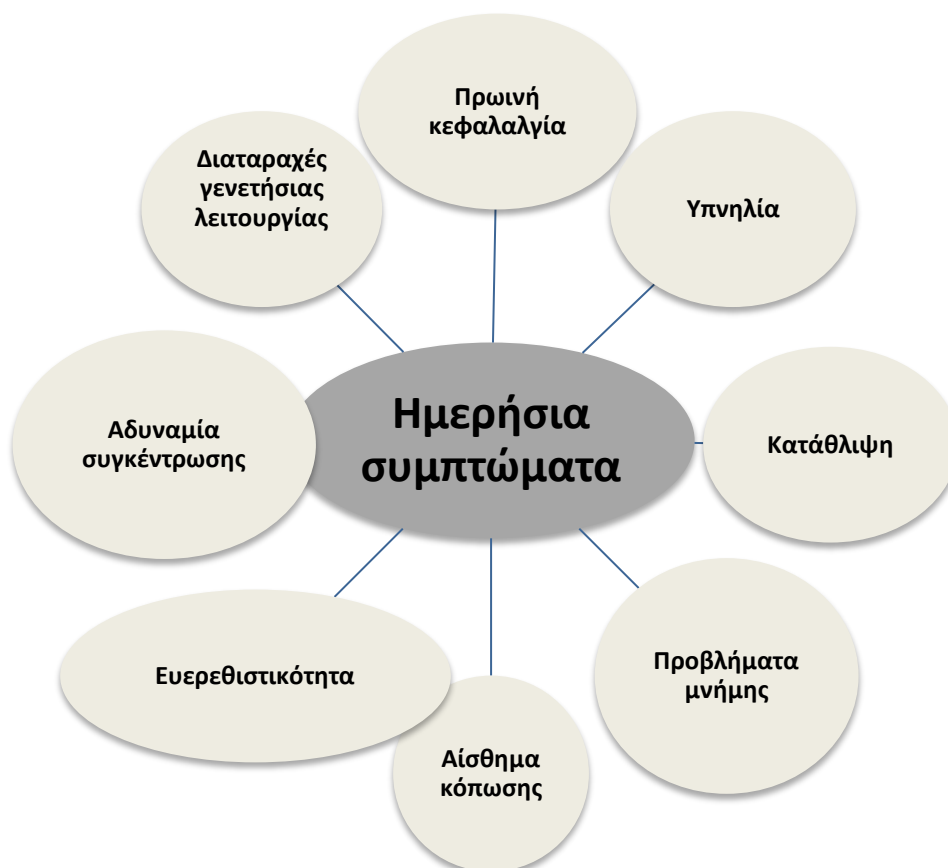 Πρωινή
κεφαλαλγία
Διαταραχές
γενετήσιας
λειτουργίας
Υπνηλία
Ημερήσια
συμπτώματα
Αδυναμία
συγκέντρωσης
Κατάθλιψη
Ευερεθιστικότητα
Προβλήματα
μνήμης
Αίσθημα
κόπωσης